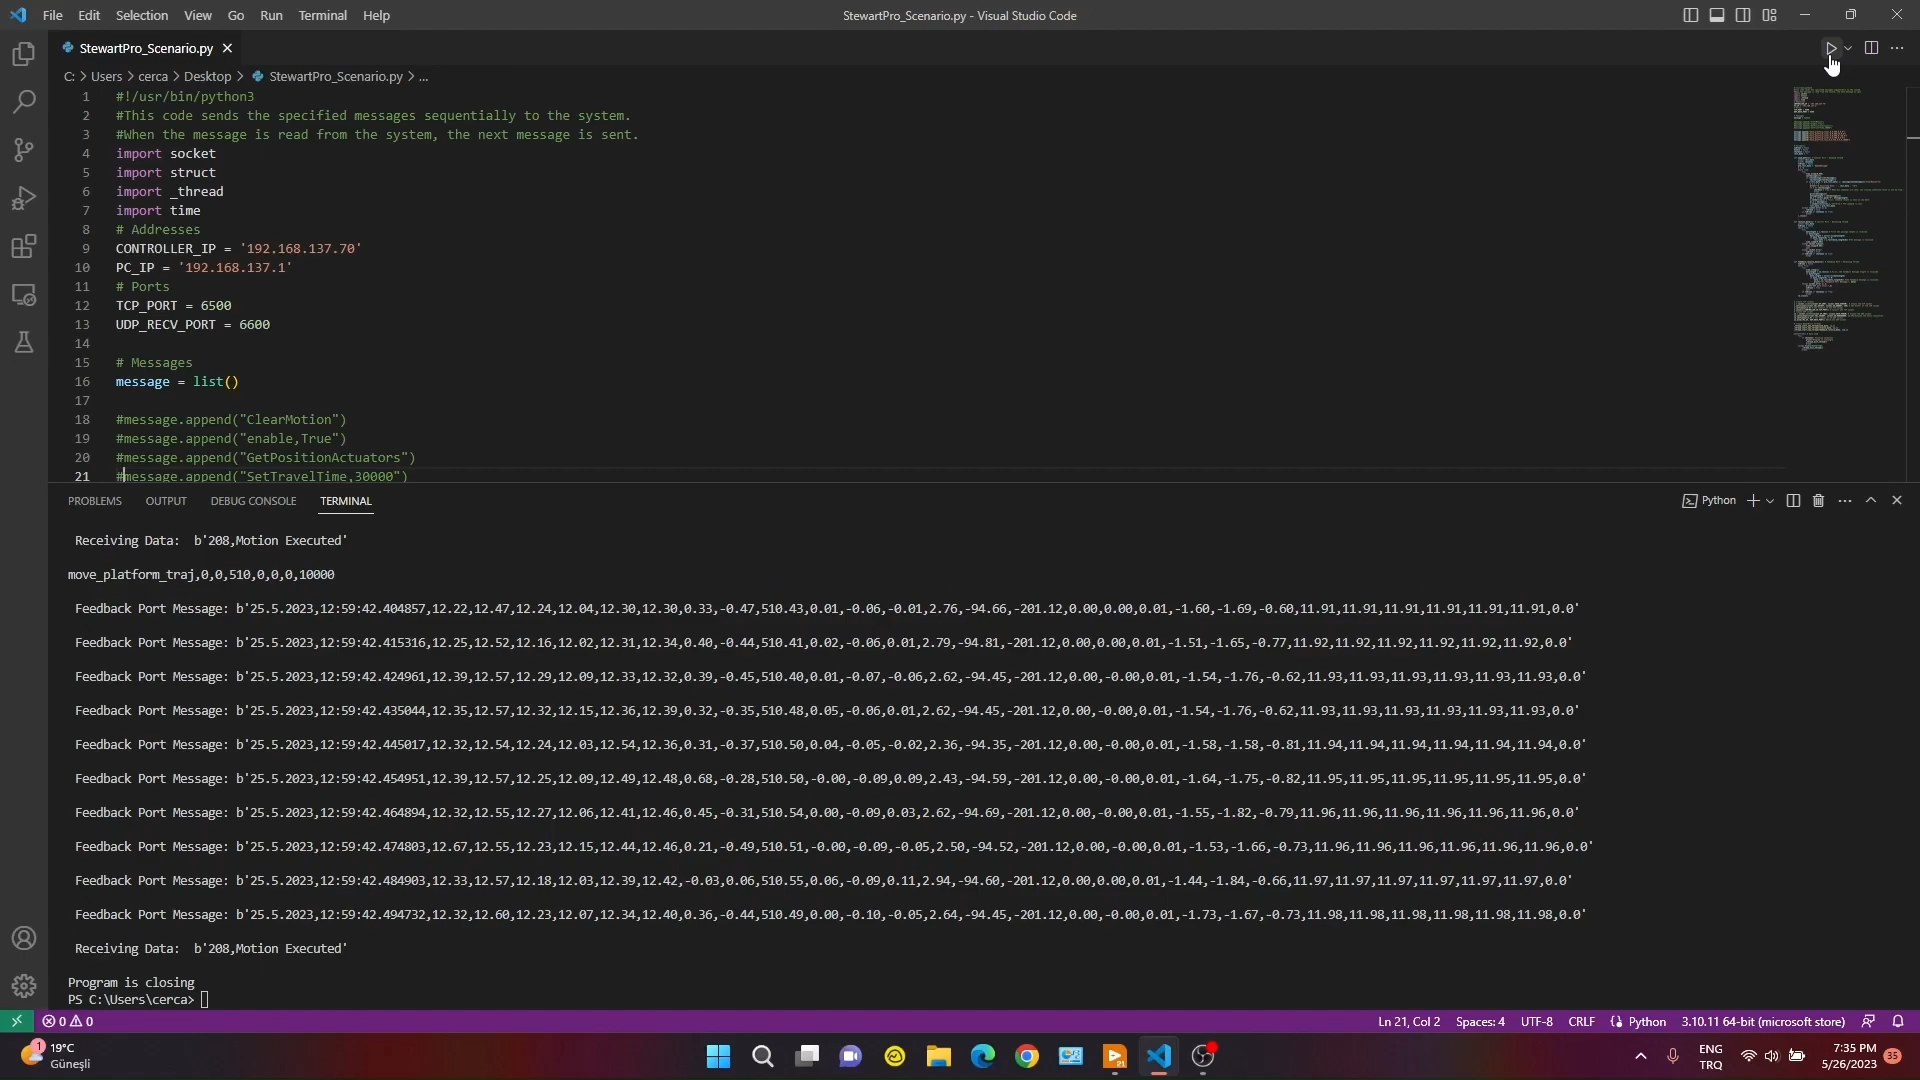 File Edit Selection View Go Run Terminal Help
StewartPro_Scenario.py - Visual Studio Code
StewartPro_Scenario.py
C: > Users > cerca > Desktop > StewartPro_Scenario.py > ...
1 #!/usr/bin/python3
2 #This code sends the specified messages sequentially to the system.
3 #When the message is read from the system, the next message is sent.
4 import socket
5 import struct
6 import _thread
7 import time
8 # Addresses
9 CONTROLLER_IP = '192.168.137.70'
10 PC_IP = '192.168.137.1'
11 # Ports
12 TCP_PORT = 6500
13 UDP_RECV_PORT = 6600
14
15 # Messages
16 message = list()
17
18 #message.append("ClearMotion")
19 #message.append("enable,True")
20 #message.append("GetPositionActuators")
21 #message.append("SetTravelTime,30000")
PROBLEMS OUTPUT DEBUG CONSOLE TERMINAL
Python
Receiving Data:  b'208,Motion Executed'
move_platform_traj,0,0,510,0,0,0,10000
Feedback Port Message: b'25.5.2023,12:59:42.404857,12.22,12.47,12.24,12.04,12.30,12.30,0.33,-0.47,510.43,0.01,-0.06,-0.01,2.76,-94.66,-201.12,0.00,0.00,0.01,-1.60,-1.69,-0.60,11.91,11.91,11.91,11.91,11.91,11.91,0.0'
Feedback Port Message: b'25.5.2023,12:59:42.415316,12.25,12.52,12.16,12.02,12.31,12.34,0.40,-0.44,510.41,0.02,-0.06,0.01,2.79,-94.81,-201.12,0.00,0.00,0.01,-1.51,-1.65,-0.77,11.92,11.92,11.92,11.92,11.92,11.92,0.0'
Feedback Port Message: b'25.5.2023,12:59:42.424961,12.39,12.57,12.29,12.09,12.33,12.32,0.39,-0.45,510.40,0.01,-0.07,-0.06,2.62,-94.45,-201.12,0.00,-0.00,0.01,-1.54,-1.76,-0.62,11.93,11.93,11.93,11.93,11.93,11.93,0.0'
Feedback Port Message: b'25.5.2023,12:59:42.435044,12.35,12.57,12.32,12.15,12.36,12.39,0.32,-0.35,510.48,0.05,-0.06,0.01,2.62,-94.45,-201.12,0.00,-0.00,0.01,-1.54,-1.76,-0.62,11.93,11.93,11.93,11.93,11.93,11.93,0.0'
Feedback Port Message: b'25.5.2023,12:59:42.445017,12.32,12.54,12.24,12.03,12.54,12.36,0.31,-0.37,510.50,0.04,-0.05,-0.02,2.36,-94.35,-201.12,0.00,-0.00,0.01,-1.58,-1.58,-0.81,11.94,11.94,11.94,11.94,11.94,11.94,0.0'
Feedback Port Message: b'25.5.2023,12:59:42.454951,12.39,12.57,12.25,12.09,12.49,12.48,0.68,-0.28,510.50,-0.00,-0.09,0.09,2.43,-94.59,-201.12,0.00,-0.00,0.01,-1.64,-1.75,-0.82,11.95,11.95,11.95,11.95,11.95,11.95,0.0'
Feedback Port Message: b'25.5.2023,12:59:42.464894,12.32,12.55,12.27,12.06,12.41,12.46,0.45,-0.31,510.54,0.00,-0.09,0.03,2.62,-94.69,-201.12,0.00,-0.00,0.01,-1.55,-1.82,-0.79,11.96,11.96,11.96,11.96,11.96,11.96,0.0'
Feedback Port Message: b'25.5.2023,12:59:42.474803,12.67,12.55,12.23,12.15,12.44,12.46,0.21,-0.49,510.51,-0.00,-0.09,-0.05,2.50,-94.52,-201.12,0.00,-0.00,0.01,-1.53,-1.66,-0.73,11.96,11.96,11.96,11.96,11.96,11.96,0.0'
Feedback Port Message: b'25.5.2023,12:59:42.484903,12.33,12.57,12.18,12.03,12.39,12.42,-0.03,0.06,510.55,0.06,-0.09,0.11,2.94,-94.60,-201.12,0.00,0.00,0.01,-1.44,-1.84,-0.66,11.97,11.97,11.97,11.97,11.97,11.97,0.0'
Feedback Port Message: b'25.5.2023,12:59:42.494732,12.32,12.60,12.23,12.07,12.34,12.40,0.36,-0.44,510.49,0.00,-0.10,-0.05,2.64,-94.45,-201.12,0.00,-0.00,0.01,-1.73,-1.67,-0.73,11.98,11.98,11.98,11.98,11.98,11.98,0.0'
Receiving Data:  b'208,Motion Executed'
Program is closing
PS C:\Users\cerca>
0 0 Ln 21, Col 2 Spaces: 4 UTF-8 CRLF Python 3.10.11 64-bit (microsoft store)
1 19°C
Güneşli
ENG
TRQ
7:35 PM
5/26/2023
35